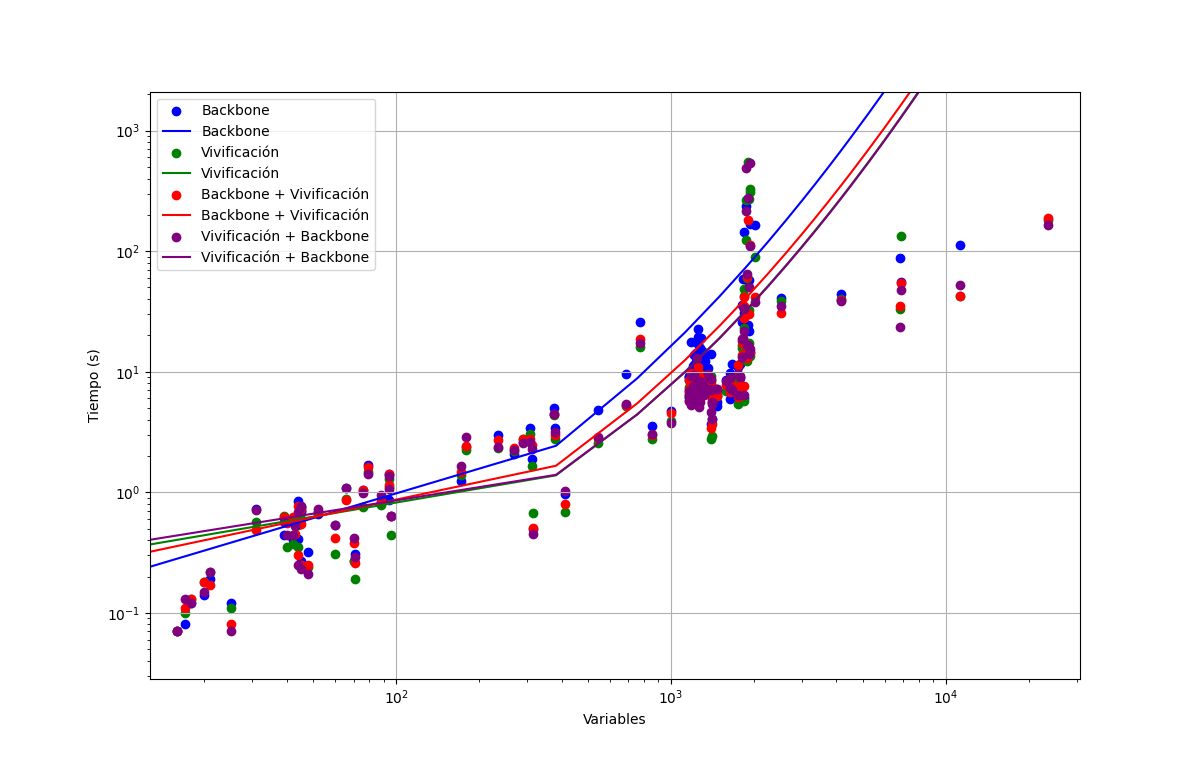 Backbone
Backbone
Vivificación
Vivificación
Backbone + Vivificación
Backbone + Vivificación
Vivificación + Backbone
Vivificación + Backbone
10³
10²
10¹
10⁰
10⁻¹
Tiempo (s)
10² 10³ 10⁴
Variables